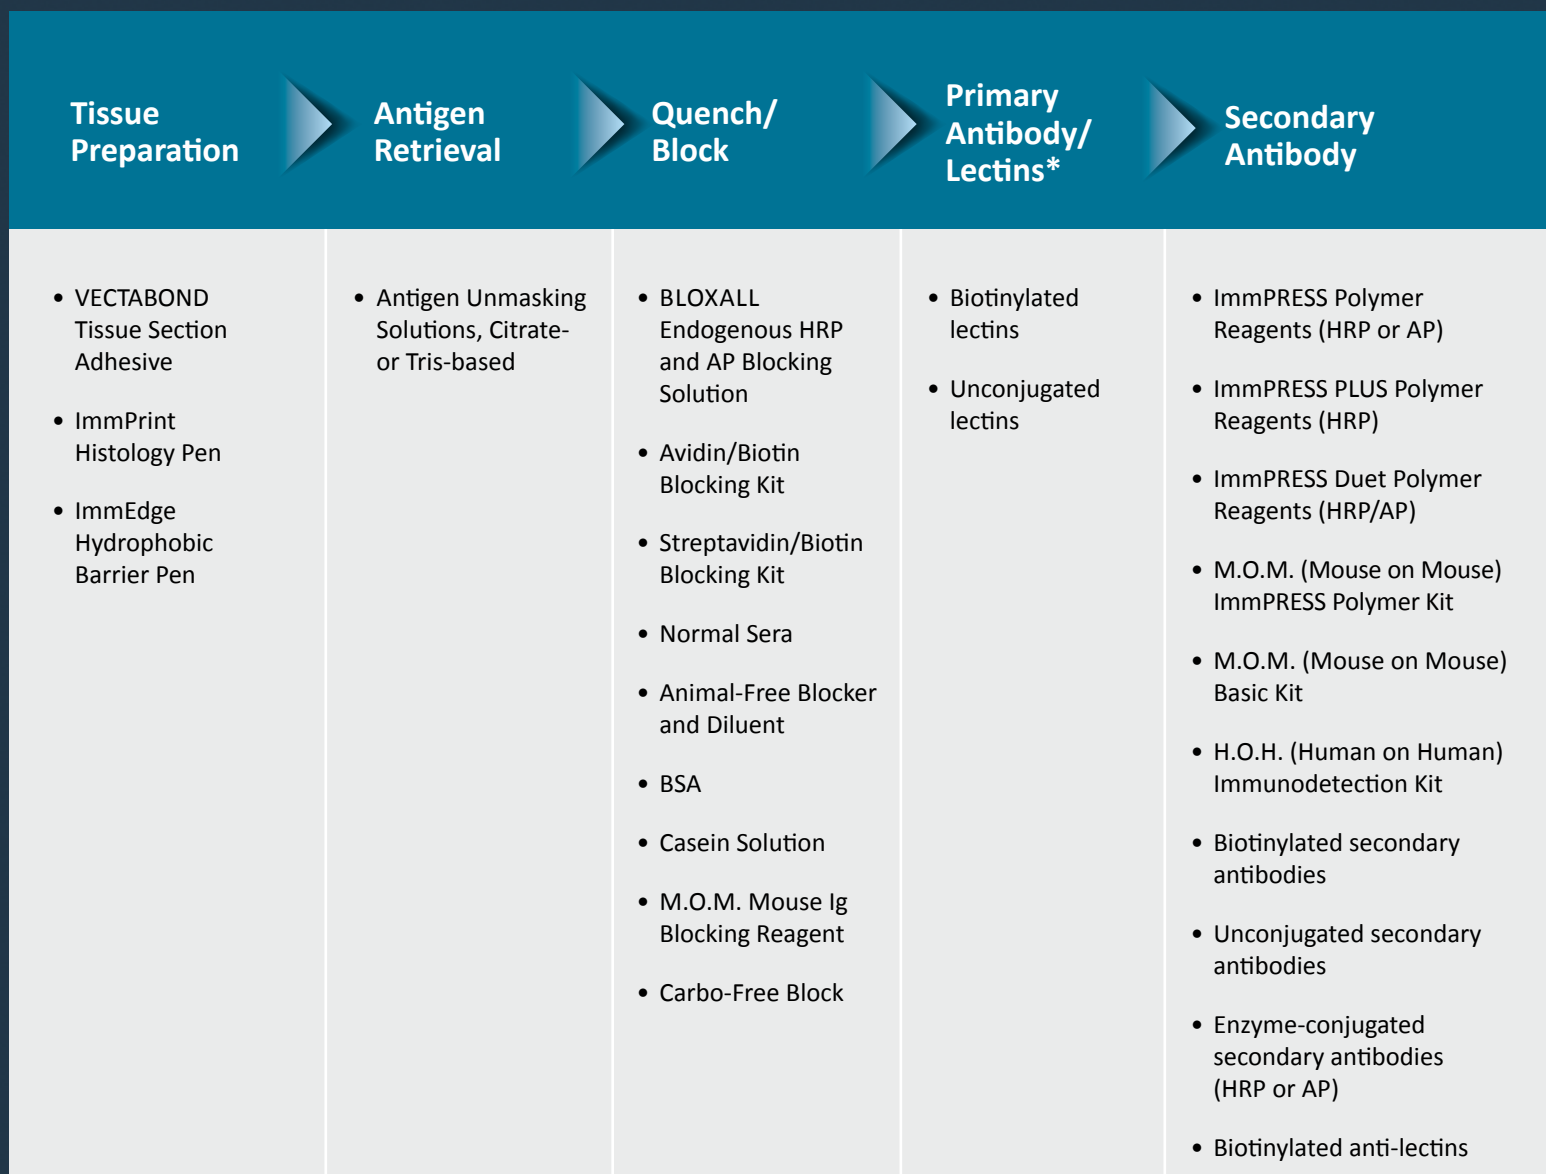 Tissue
Preparation
Antigen
Retrieval
Quench/
Block
Primary
Antibody/
Lectins*
Secondary
Antibody
• VECTABOND
Tissue Section
Adhesive
• ImmPrint
Histology Pen
• ImmEdge
Hydrophobic
Barrier Pen
• Antigen Unmasking
Solutions, Citrate-
or Tris-based
• BLOXALL
Endogenous HRP
and AP Blocking
Solution
• Avidin/Biotin
Blocking Kit
• Streptavidin/Biotin
Blocking Kit
• Normal Sera
• Animal-Free Blocker
and Diluent
• BSA
• Casein Solution
• M.O.M. Mouse Ig
Blocking Reagent
• Carbo-Free Block
• Biotinylated
lectins
• Unconjugated
lectins
• ImmPRESS Polymer
Reagents (HRP or AP)
• ImmPRESS PLUS Polymer
Reagents (HRP)
• ImmPRESS Duet Polymer
Reagents (HRP/AP)
• M.O.M. (Mouse on Mouse)
ImmPRESS Polymer Kit
• M.O.M. (Mouse on Mouse)
Basic Kit
• H.O.H. (Human on Human)
Immunodetection Kit
• Biotinylated secondary
antibodies
• Unconjugated secondary
antibodies
• Enzyme-conjugated
secondary antibodies
(HRP or AP)
• Biotinylated anti-lectins